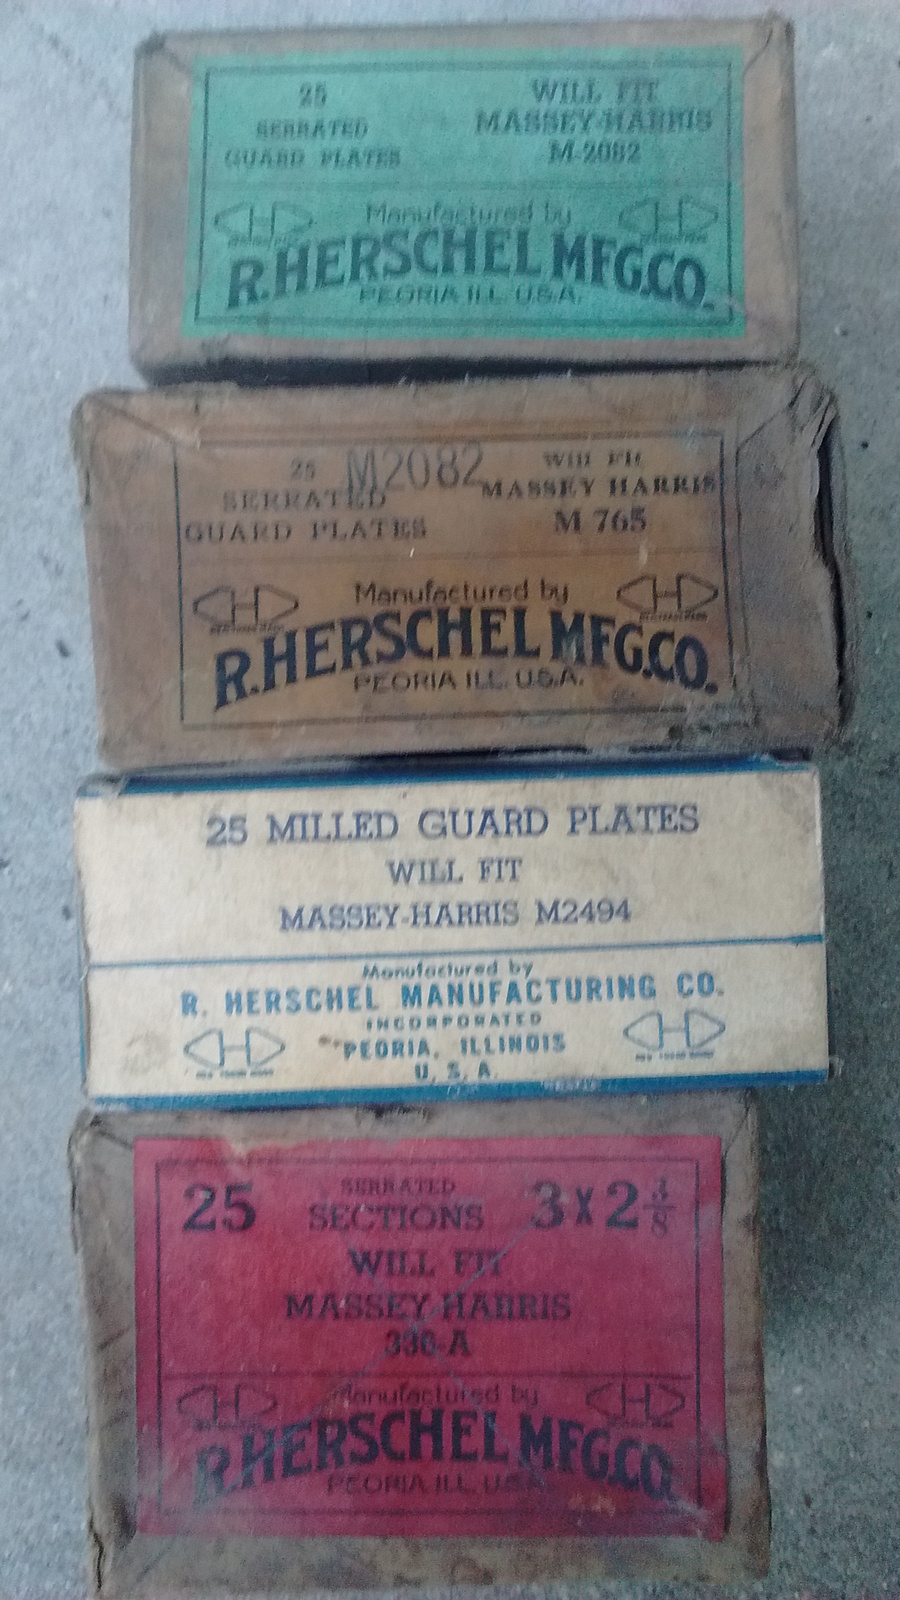 25
SERRATED
GUARD PLATES
WILL FIT
MASSEY-HARRIS
M-2082
Manufactured by
R. HERSCHEL MFG. CO.
PEORIA ILL. U.S.A.
25
SERRATED
GUARD PLATES
M2082
Will Fit
MASSEY HARRIS
M 765
Manufactured by
R. HERSCHEL MFG. CO.
PEORIA ILL. U.S.A.
25 MILLED GUARD PLATES
WILL FIT
MASSEY-HARRIS M2494
Manufactured by
R. HERSCHEL MANUFACTURING CO.
INCORPORATED
PEORIA, ILLINOIS
U. S. A.
25 SERRATED SECTIONS 3 X 2 3/8
WILL FIT
MASSEY-HARRIS
336-A
Manufactured by
R. HERSCHEL MFG. CO.
PEORIA ILL. U.S.A.